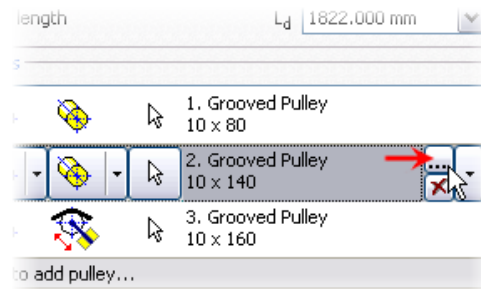 length Ld 1822.000 mm
s
1. Grooved Pulley
10 x 80
2. Grooved Pulley
10 x 140
...
3. Grooved Pulley
10 x 160
to add pulley...